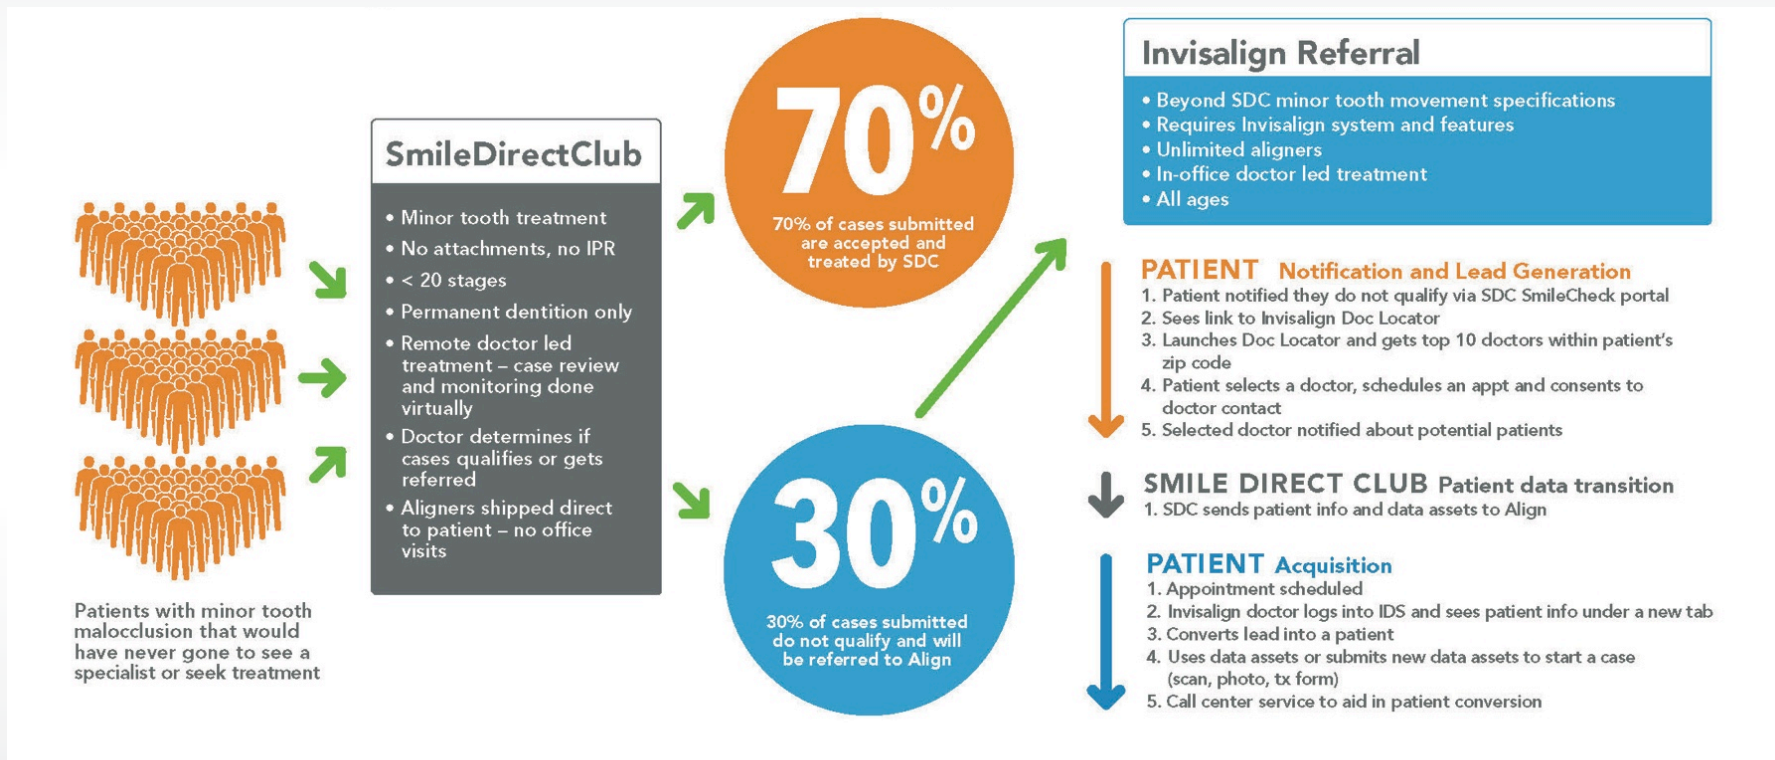 Patients with minor tooth
malocclusion that would
have never gone to see a
specialist or seek treatment
SmileDirectClub
• Minor tooth treatment
• No attachments, no IPR
• < 20 stages
• Permanent dentition only
• Remote doctor led
treatment – case review
and monitoring done
virtually
• Doctor determines if
cases qualifies or gets
referred
• Aligners shipped direct
to patient – no office
visits
70%
70% of cases submitted
are accepted and
treated by SDC
30%
30% of cases submitted
do not qualify and will
be referred to Align
Invisalign Referral
• Beyond SDC minor tooth movement specifications
• Requires Invisalign system and features
• Unlimited aligners
• In-office doctor led treatment
• All ages
PATIENT Notification and Lead Generation
1. Patient notified they do not qualify via SDC SmileCheck portal
2. Sees link to Invisalign Doc Locator
3. Launches Doc Locator and gets top 10 doctors within patient's
zip code
4. Patient selects a doctor, schedules an appt and consents to
doctor contact
5. Selected doctor notified about potential patients
SMILE DIRECT CLUB Patient data transition
1. SDC sends patient info and data assets to Align
PATIENT Acquisition
1. Appointment scheduled
2. Invisalign doctor logs into IDS and sees patient info under a new tab
3. Converts lead into a patient
4. Uses data assets or submits new data assets to start a case
(scan, photo, tx form)
5. Call center service to aid in patient conversion